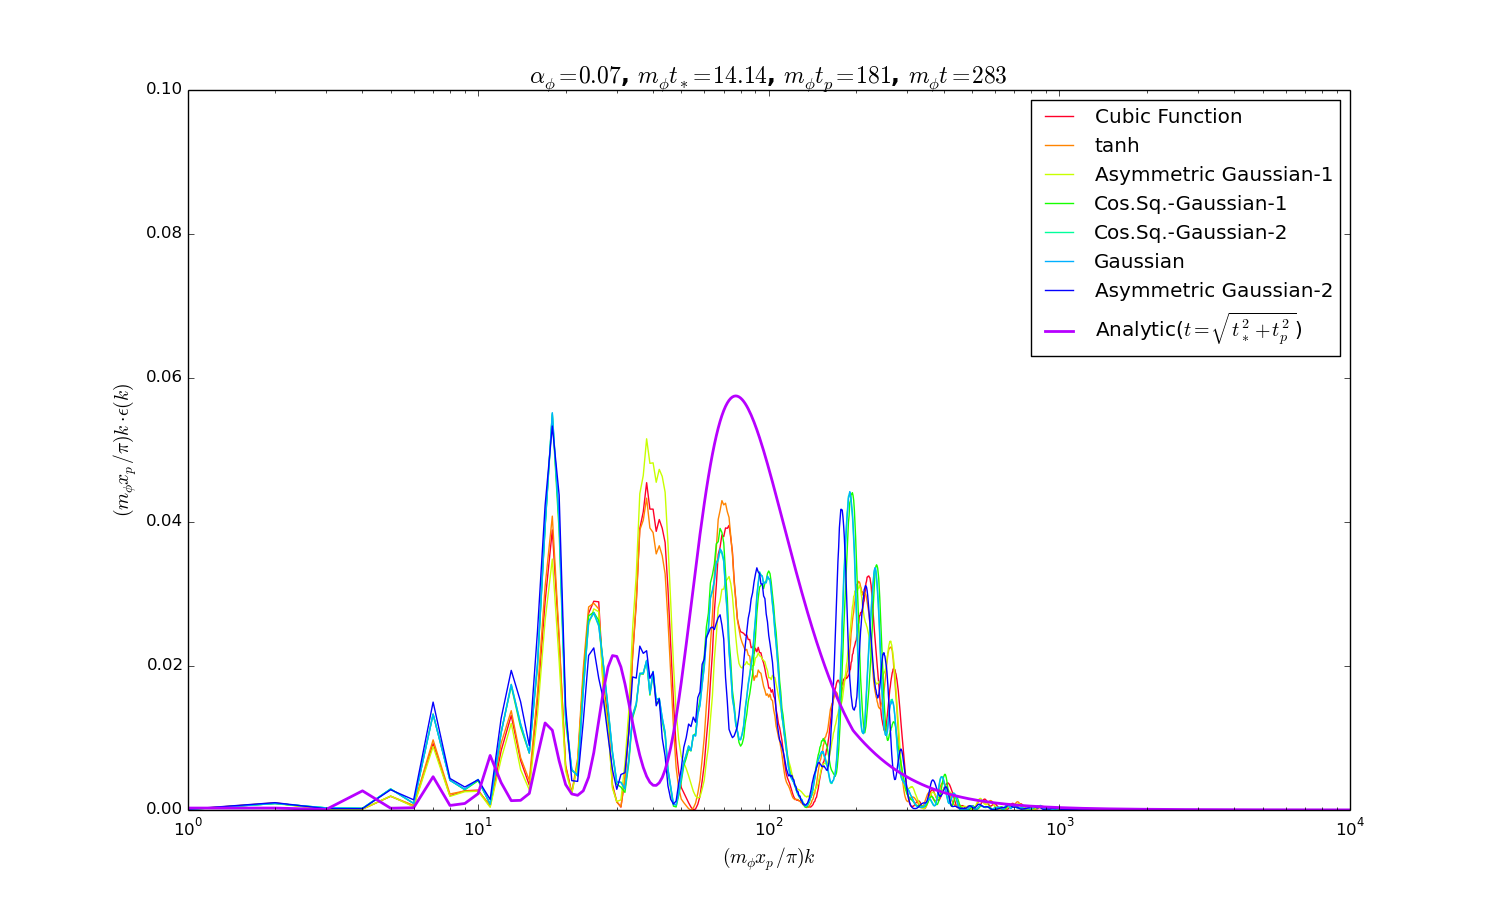 α_ϕ=0.07, m_ϕt_*=14.14, m_ϕt_p=181, m_ϕt=283
0.10
0.08
0.06
0.04
0.02
0.00
(m_ϕx_p/π)k·ϵ(k)
Cubic Function
tanh
Asymmetric Gaussian-1
Cos.Sq.-Gaussian-1
Cos.Sq.-Gaussian-2
Gaussian
Asymmetric Gaussian-2
Analytic(t=√(t_*^2+t_p^2))
10^0 10^1 10^2 10^3 10^4
(m_ϕx_p/π)k